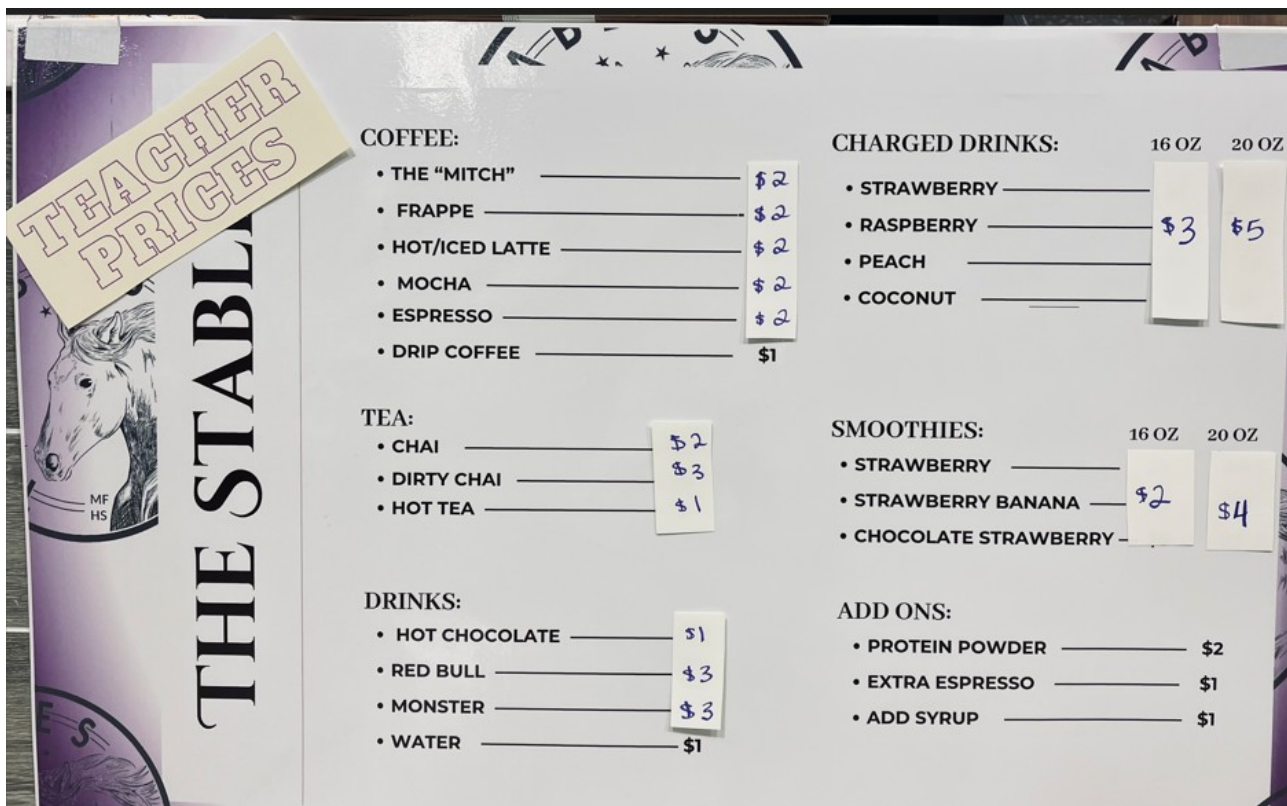 TEACHER
PRICES
THE STABL
MF
HS
COFFEE:
• THE “MITCH” $2
• FRAPPE $2
• HOT/ICED LATTE $2
• MOCHA $2
• ESPRESSO $2
• DRIP COFFEE $1
TEA:
• CHAI $2
• DIRTY CHAI $3
• HOT TEA $1
DRINKS:
• HOT CHOCOLATE $1
• RED BULL $3
• MONSTER $3
• WATER $1
CHARGED DRINKS: 16 OZ 20 OZ
• STRAWBERRY
• RASPBERRY $3 $5
• PEACH
• COCONUT
SMOOTHIES: 16 OZ 20 OZ
• STRAWBERRY
• STRAWBERRY BANANA $2 $4
• CHOCOLATE STRAWBERRY
ADD ONS:
• PROTEIN POWDER $2
• EXTRA ESPRESSO $1
• ADD SYRUP $1